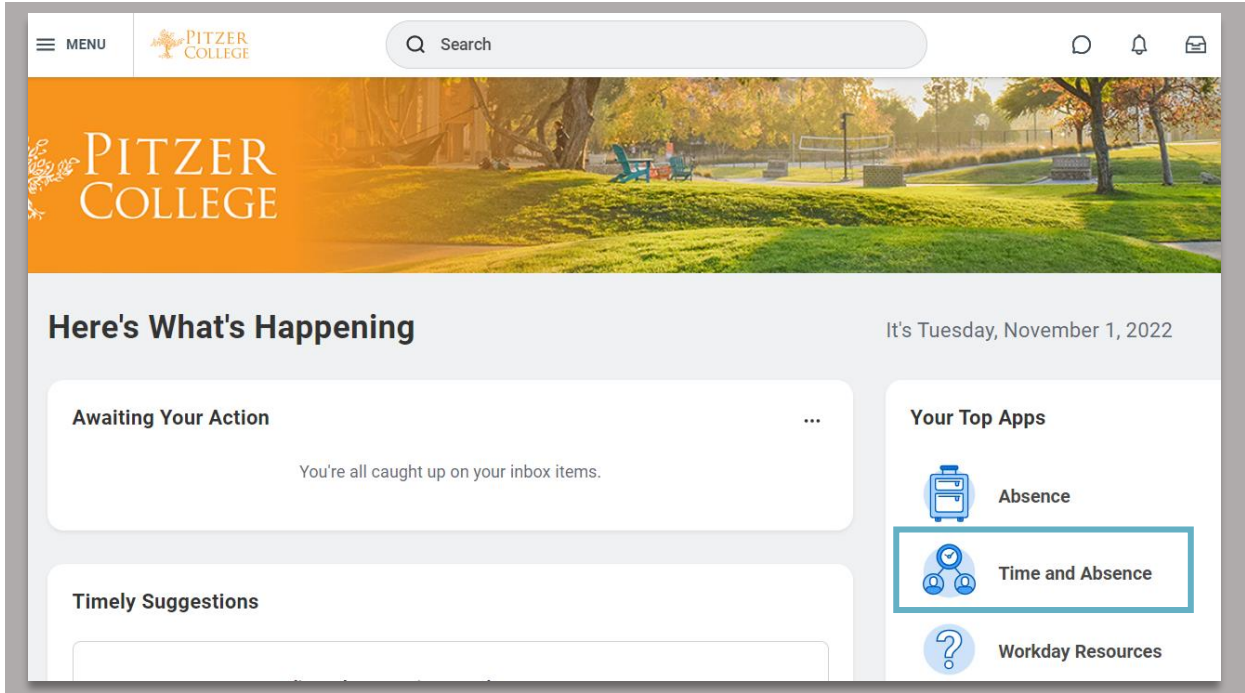 MENU
PITZER
COLLEGE
Search
PITZER
COLLEGE
Here's What's Happening
It's Tuesday, November 1, 2022
Awaiting Your Action
...
You're all caught up on your inbox items.
Your Top Apps
Absence
Time and Absence
Workday Resources
Timely Suggestions